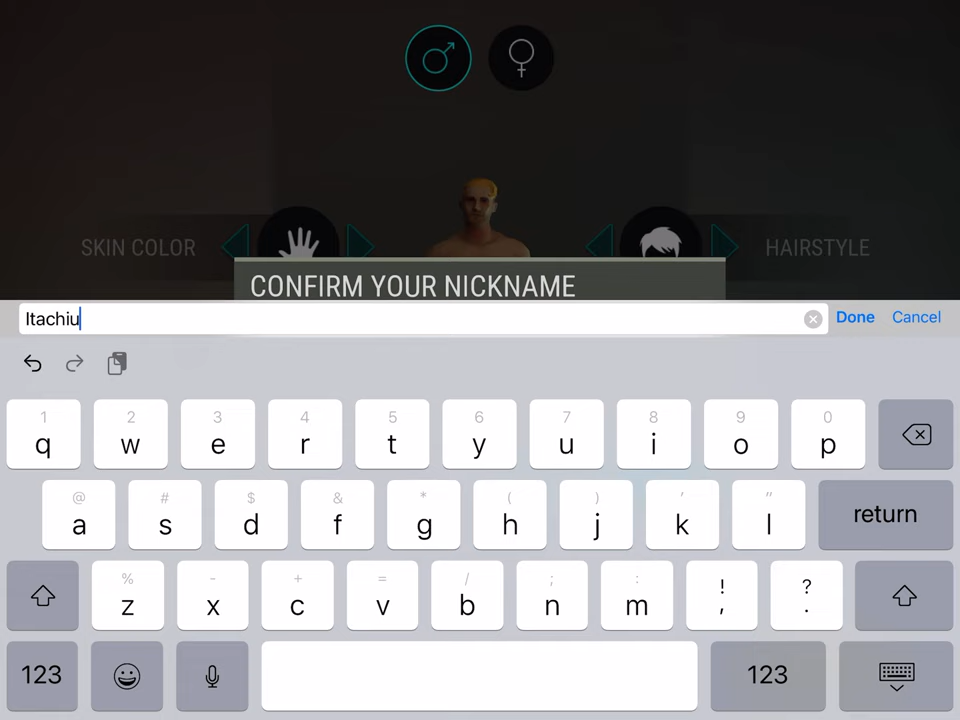 SKIN COLOR
HAIRSTYLE
CONFIRM YOUR NICKNAME
Itachiu
Done
Cancel
1 2 3 4 5 6 7 8 9 0
q w e r t y u i o p
@ # $ & * ( ) ' "
a s d f g h j k l
return
% - + = / ; : ! ?
z x c v b n m , .
123
123